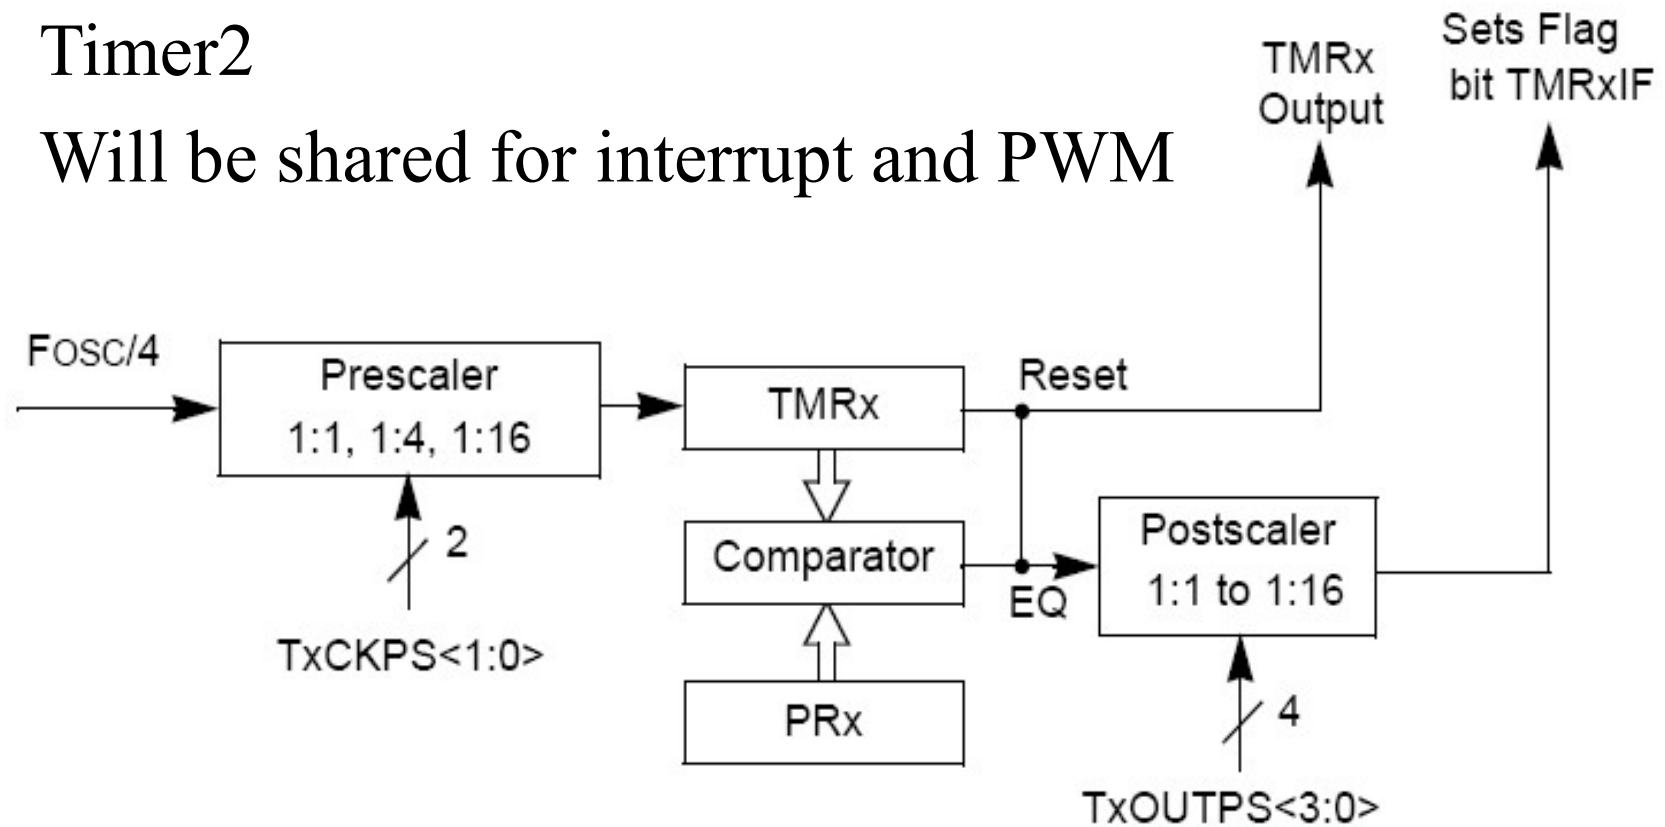 Timer2
Will be shared for interrupt and PWM
TMRx
Output
Sets Flag
bit TMRxIF
FOSC/4
Prescaler
1:1, 1:4, 1:16
2
TxCKPS<1:0>
TMRx
Reset
Comparator
EQ
PRx
Postscaler
1:1 to 1:16
4
TxOUTPS<3:0>